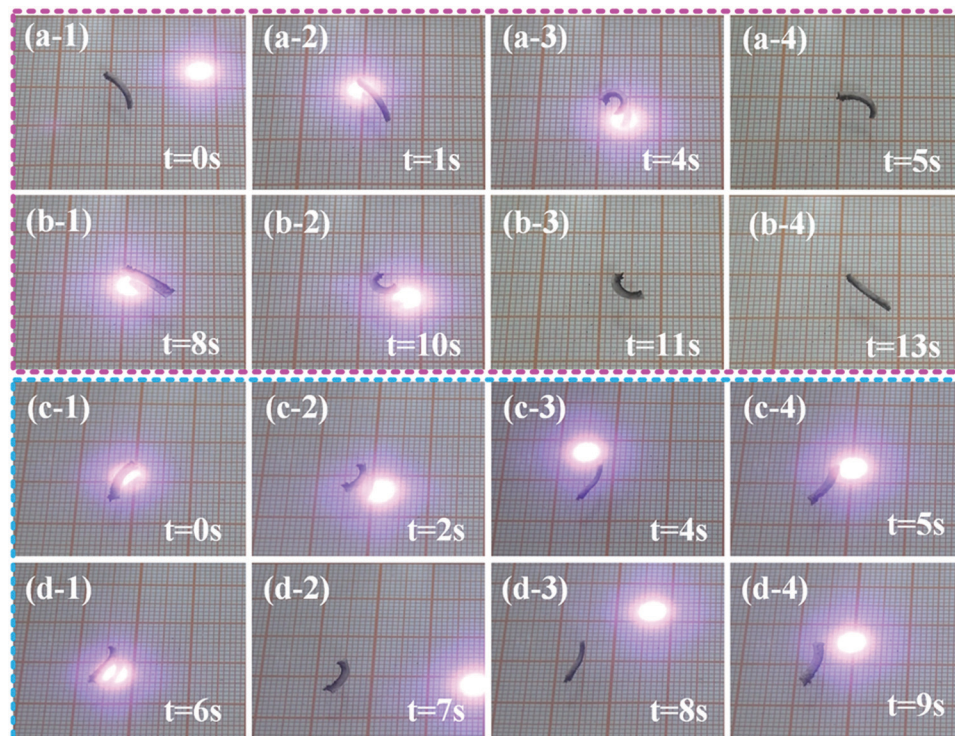 (a-1) (a-2) (a-3) (a-4)
t=0s t=1s t=4s t=5s
(b-1) (b-2) (b-3) (b-4)
t=8s t=10s t=11s t=13s
(c-1) (c-2) (c-3) (c-4)
t=0s t=2s t=4s t=5s
(d-1) (d-2) (d-3) (d-4)
t=6s t=7s t=8s t=9s